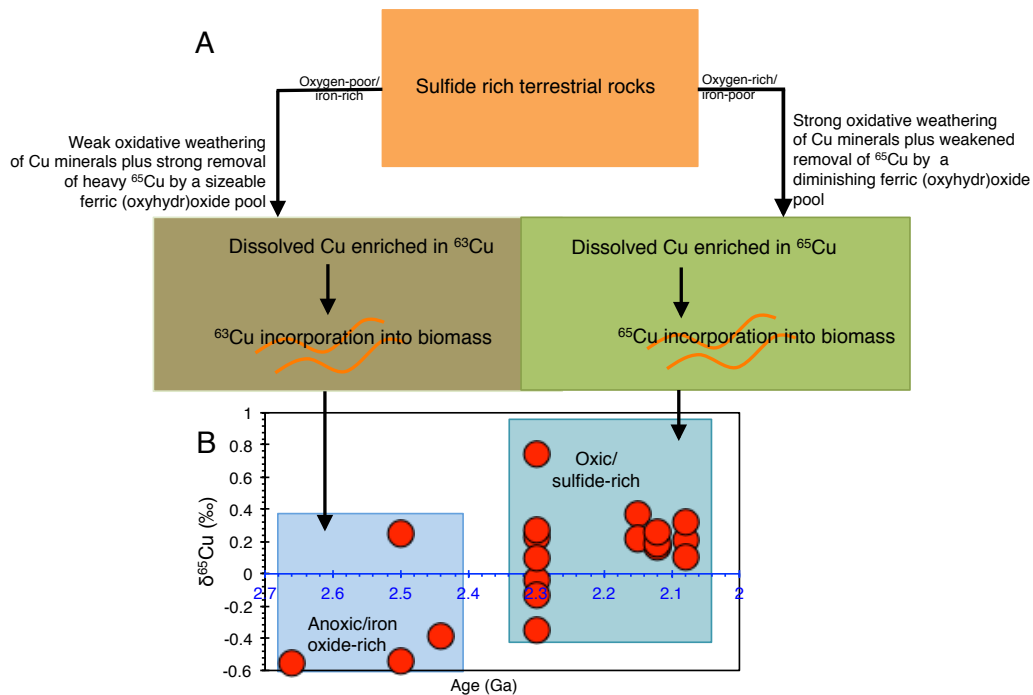 A
Sulfide rich terrestrial rocks
Oxygen-poor/
iron-rich
Oxygen-rich/
iron-poor
Weak oxidative weathering
of Cu minerals plus strong removal
of heavy ⁶⁵Cu by a sizeable
ferric (oxyhydr)oxide pool
Strong oxidative weathering
of Cu minerals plus weakened
removal of ⁶⁵Cu by a
diminishing ferric (oxyhydr)oxide
pool
Dissolved Cu enriched in ⁶³Cu
⁶³Cu incorporation into biomass
Dissolved Cu enriched in ⁶⁵Cu
⁶⁵Cu incorporation into biomass
B
δ⁶⁵Cu (‰)
1
0.8
0.6
0.4
0.2
0
-0.2
-0.4
-0.6
Oxic/
sulfide-rich
2.7 2.6 2.5 2.4 2.3 2.2 2.1 2
Anoxic/iron
oxide-rich
Age (Ga)